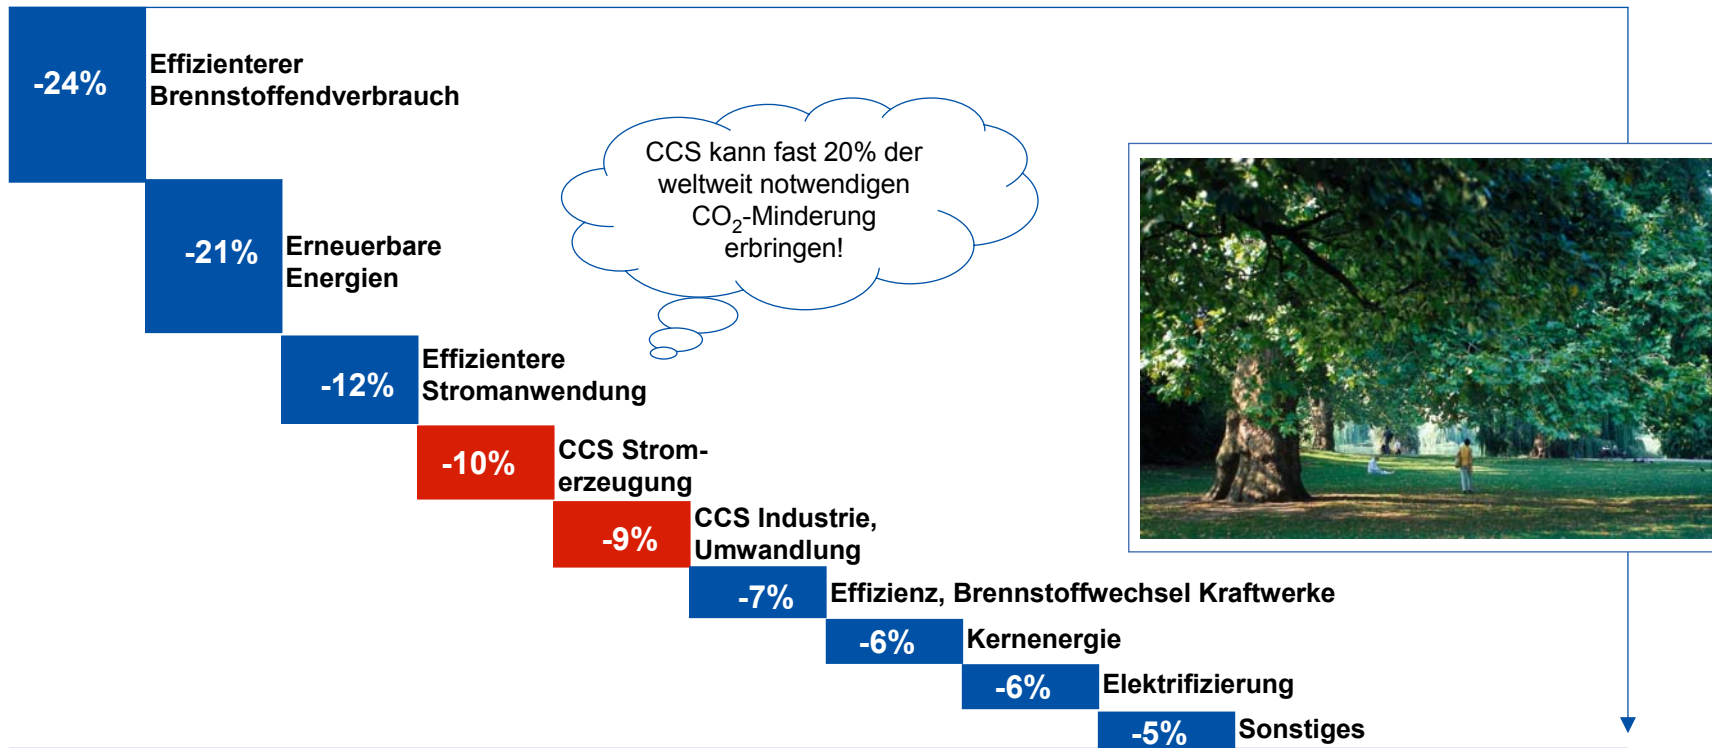 -24%
Effizienterer
Brennstoffendverbrauch
CCS kann fast 20% der
weltweit notwendigen
CO₂-Minderung
erbringen!
-21%
Erneuerbare
Energien
-12%
Effizientere
Stromanwendung
-10%
CCS Strom-
erzeugung
-9%
CCS Industrie,
Umwandlung
-7%
Effizienz, Brennstoffwechsel Kraftwerke
-6%
Kernenergie
-6%
Elektrifizierung
-5%
Sonstiges